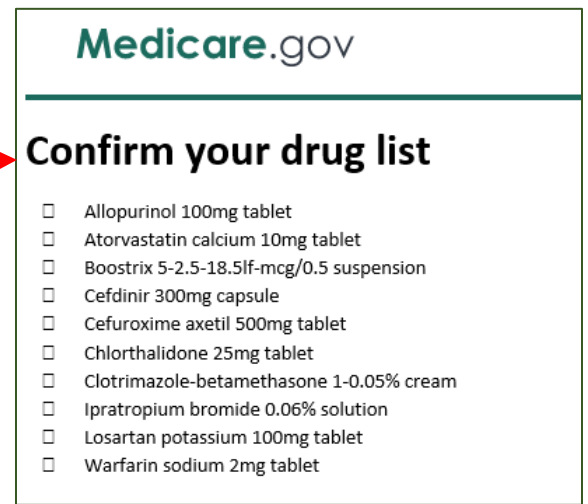 Medicare.gov
Confirm your drug list
Allopurinol 100mg tablet
Atorvastatin calcium 10mg tablet
Boostrix 5-2.5-18.5lf-mcg/0.5 suspension
Cefdinir 300mg capsule
Cefuroxime axetil 500mg tablet
Chlorthalidone 25mg tablet
Clotrimazole-betamethasone 1-0.05% cream
Ipratropium bromide 0.06% solution
Losartan potassium 100mg tablet
Warfarin sodium 2mg tablet